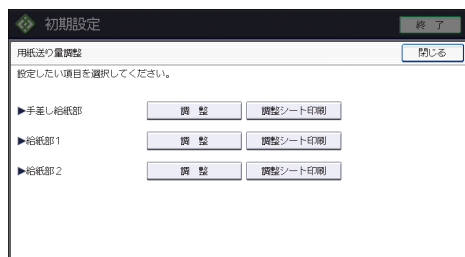 初期設定 終 了
用紙送り量調整 閉じる
設定したい項目を選択してください。
▶手差し給紙部 調 整 調整シート印刷
▶給紙部1 調 整 調整シート印刷
▶給紙部2 調 整 調整シート印刷